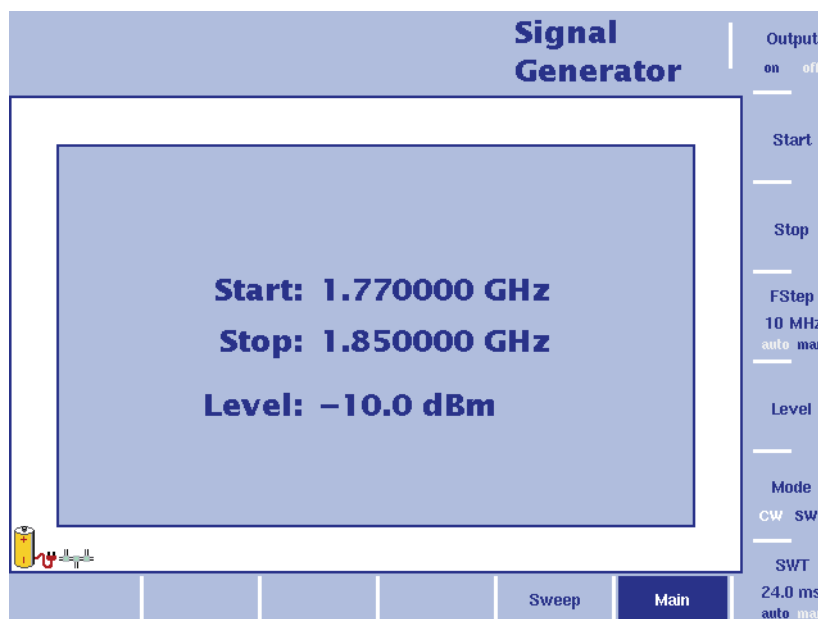 Signal
Generator
Output
on off
Start
Stop
Start: 1.770000 GHz
Stop: 1.850000 GHz
FStep
10 MHz
auto
Level: −10.0 dBm
Level
Mode
CW
SWT
24.0 ms
auto
Sweep
Main